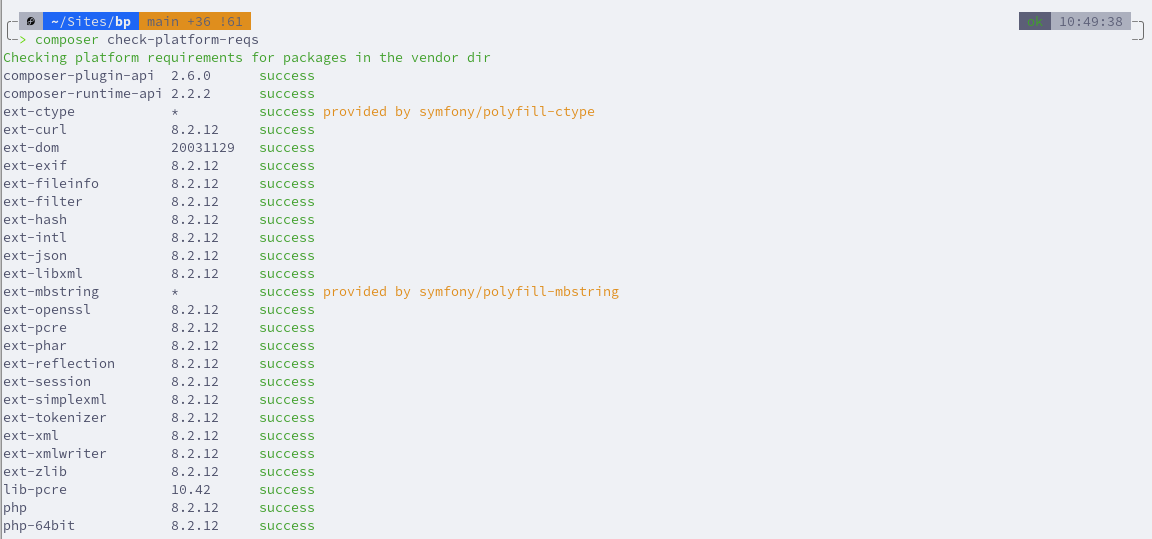 ~/Sites/bp main +36 !61 ok 10:49:38
> composer check-platform-reqs
Checking platform requirements for packages in the vendor dir
composer-plugin-api 2.6.0 success
composer-runtime-api 2.2.2 success
ext-ctype * success provided by symfony/polyfill-ctype
ext-curl 8.2.12 success
ext-dom 20031129 success
ext-exif 8.2.12 success
ext-fileinfo 8.2.12 success
ext-filter 8.2.12 success
ext-hash 8.2.12 success
ext-intl 8.2.12 success
ext-json 8.2.12 success
ext-libxml 8.2.12 success
ext-mbstring * success provided by symfony/polyfill-mbstring
ext-openssl 8.2.12 success
ext-pcre 8.2.12 success
ext-phar 8.2.12 success
ext-reflection 8.2.12 success
ext-session 8.2.12 success
ext-simplexml 8.2.12 success
ext-tokenizer 8.2.12 success
ext-xml 8.2.12 success
ext-xmlwriter 8.2.12 success
ext-zlib 8.2.12 success
lib-pcre 10.42 success
php 8.2.12 success
php-64bit 8.2.12 success